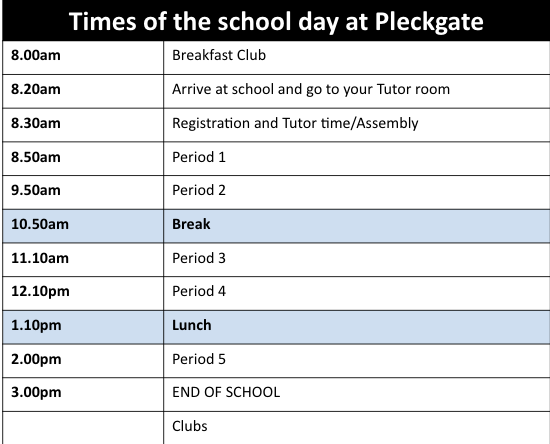 Times of the school day at Pleckgate
8.00am Breakfast Club
8.20am Arrive at school and go to your Tutor room
8.30am Registration and Tutor time/Assembly
8.50am Period 1
9.50am Period 2
10.50am Break
11.10am Period 3
12.10pm Period 4
1.10pm Lunch
2.00pm Period 5
3.00pm END OF SCHOOL
Clubs